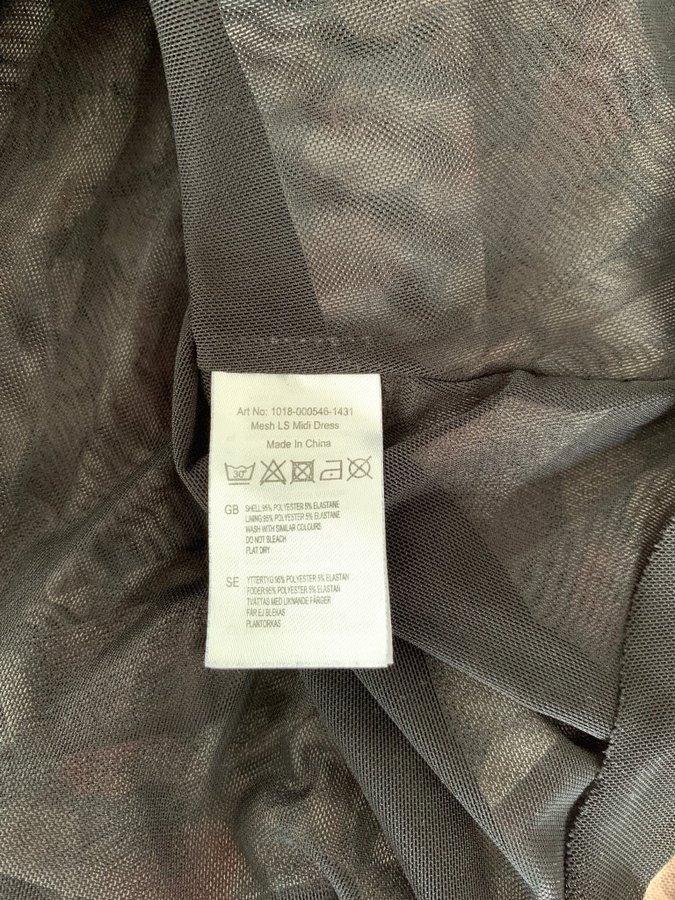 Art No: 1018-000546-1431
Mesh LS Midi Dress
Made In China
30°
GB SHELL:95% POLYESTER 5% ELASTANE
LINING:95% POLYESTER 5% ELASTANE
WASH WITH SIMILAR COLOURS
DO NOT BLEACH
FLAT DRY
SE YTTERTYG:95% POLYESTER 5% ELASTAN
FODER:95% POLYESTER 5% ELASTAN
TVÄTTAS MED LIKNANDE FÄRGER
FÅR EJ BLEKAS
PLANTORKAS